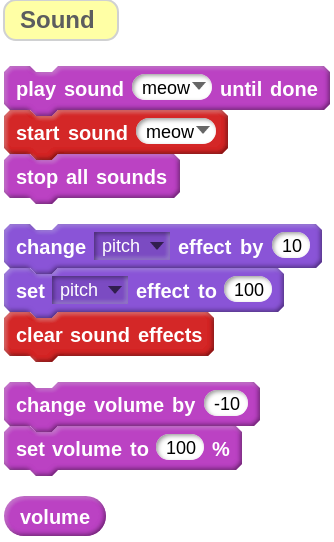 Sound
play sound meow until done
start sound meow
stop all sounds
change pitch effect by 10
set pitch effect to 100
clear sound effects
change volume by -10
set volume to 100 %
volume